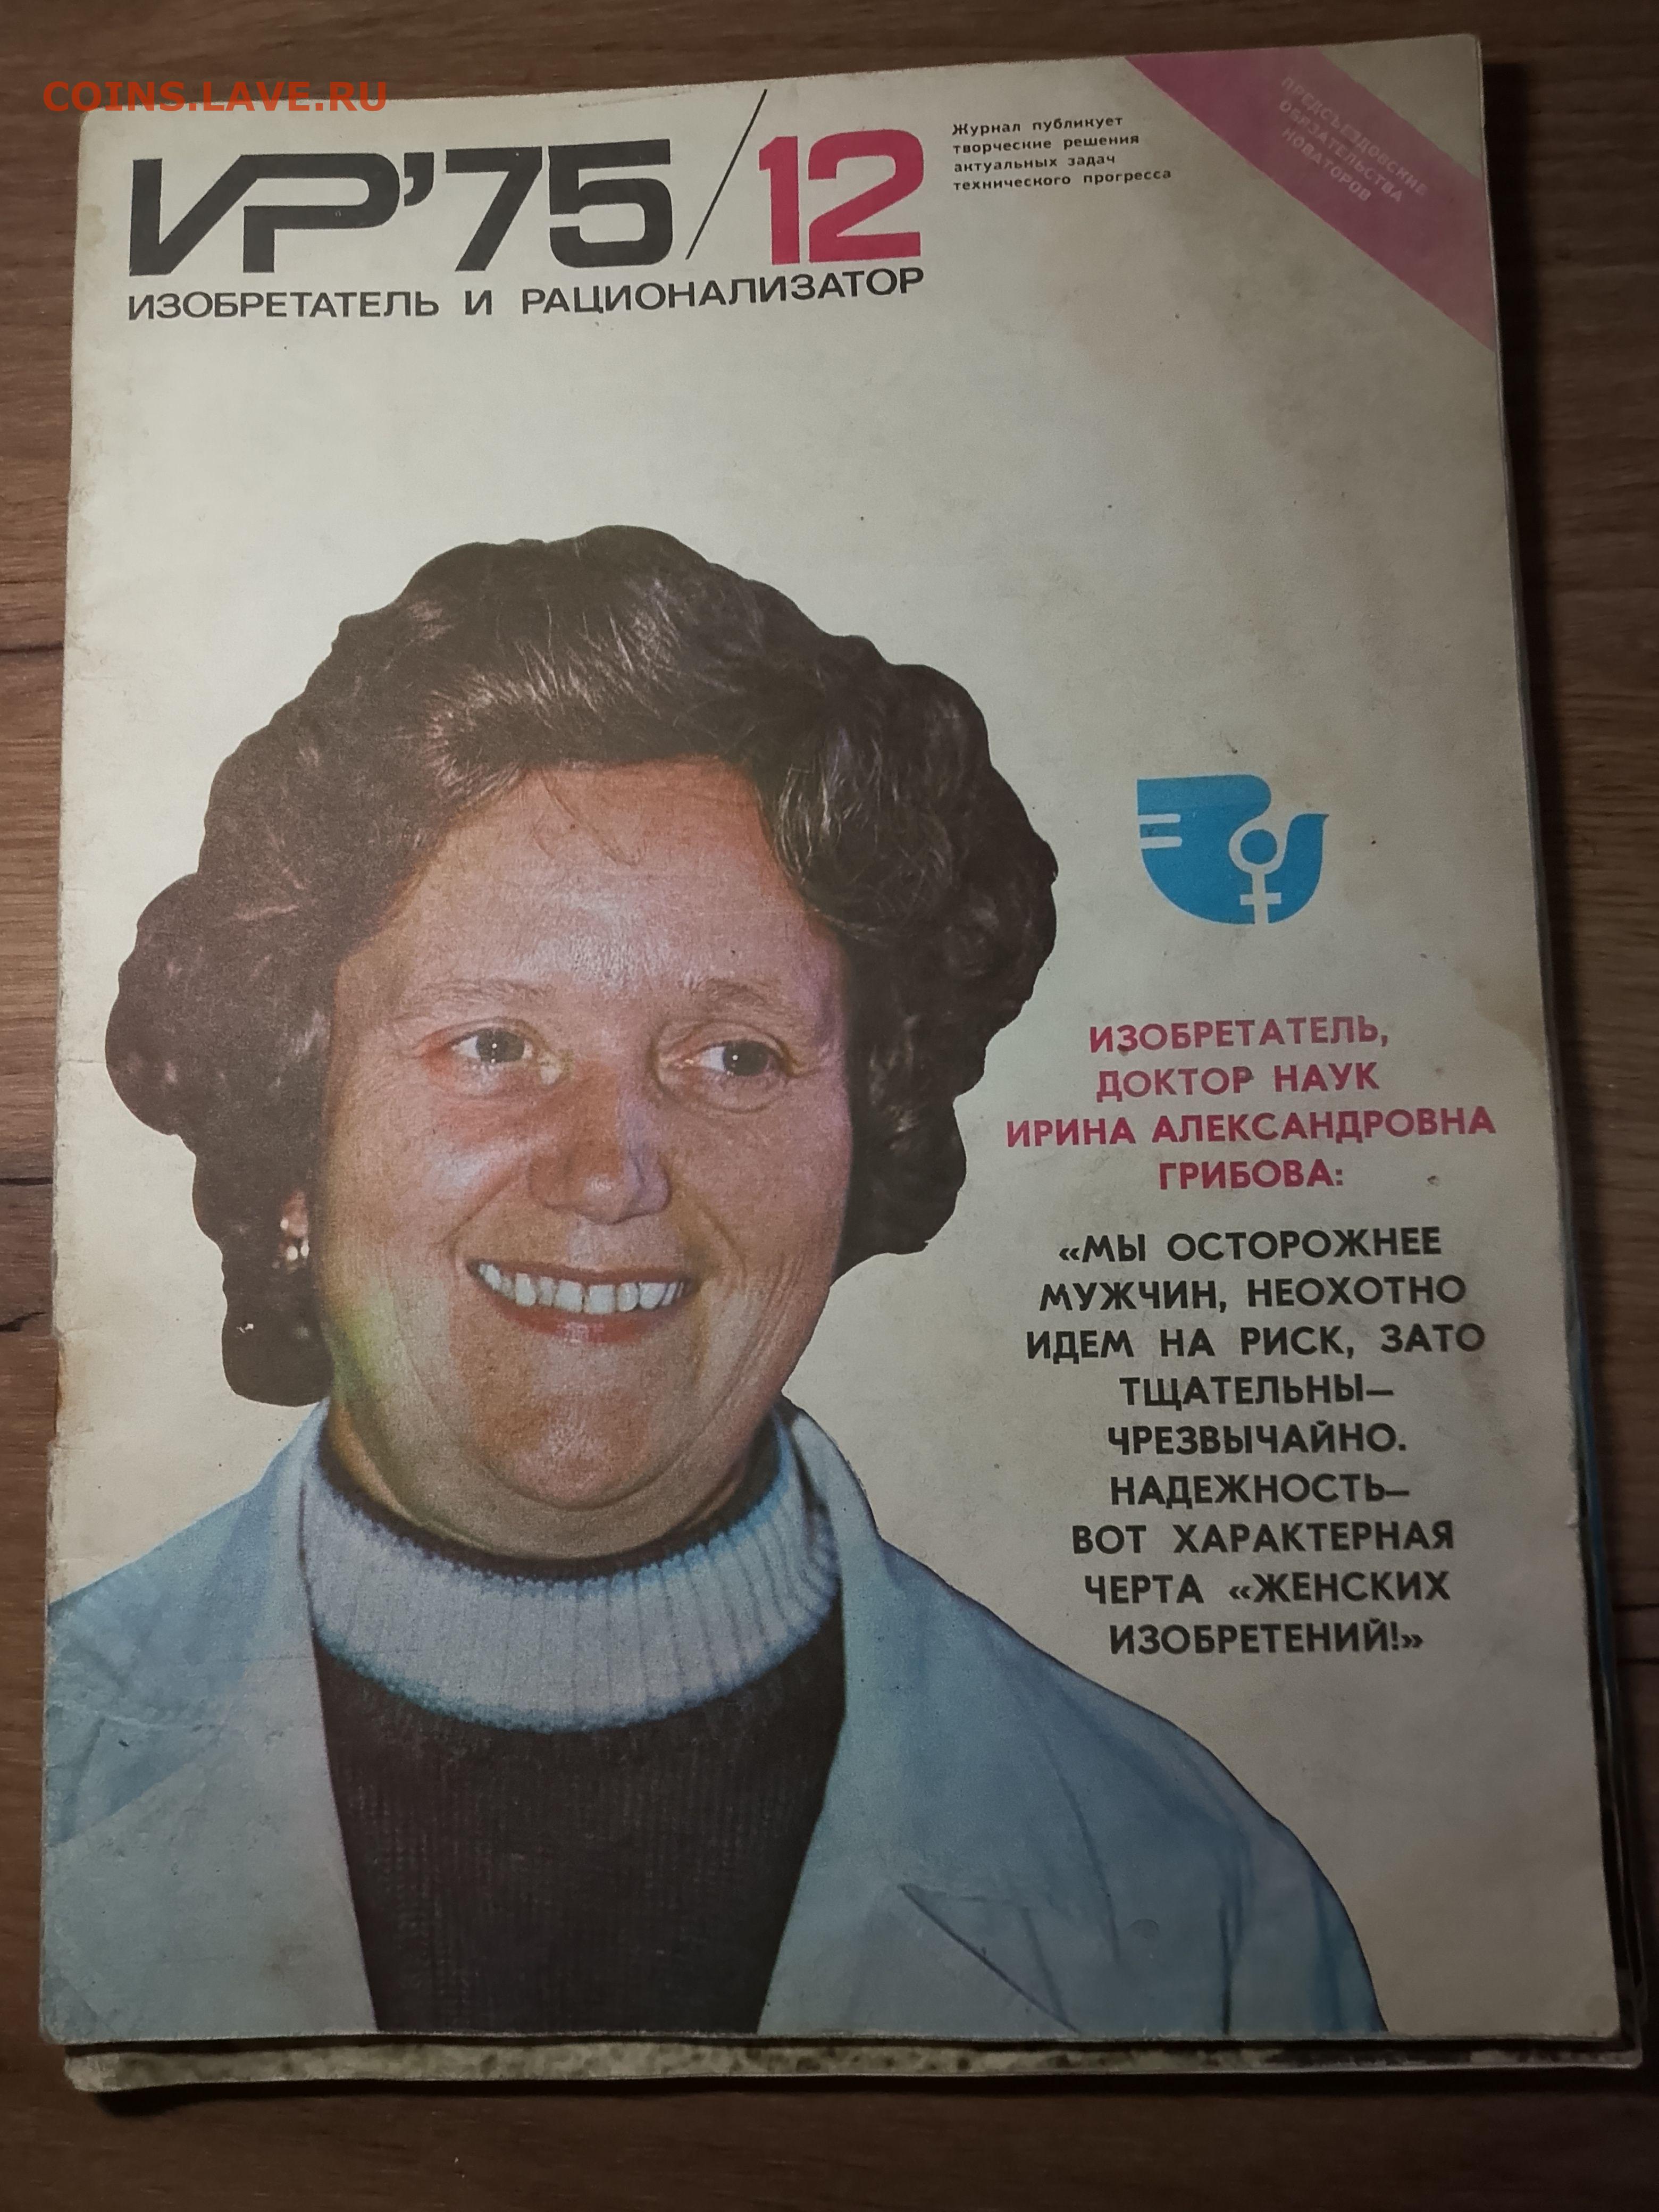 COINS.LAVE.RU
ИР'75/12
ИЗОБРЕТАТЕЛЬ И РАЦИОНАЛИЗАТОР
Журнал публикует
творческие решения
актуальных задач
технического прогресса
ПРЕДСЪЕЗДОВСКИЕ
ОБЯЗАТЕЛЬСТВА
НОВАТОРОВ
ИЗОБРЕТАТЕЛЬ,
ДОКТОР НАУК
ИРИНА АЛЕКСАНДРОВНА
ГРИБОВА:
«МЫ ОСТОРОЖНЕЕ
МУЖЧИН, НЕОХОТНО
ИДЕМ НА РИСК, ЗАТО
ТЩАТЕЛЬНЫ—
ЧРЕЗВЫЧАЙНО.
НАДЕЖНОСТЬ—
ВОТ ХАРАКТЕРНАЯ
ЧЕРТА «ЖЕНСКИХ
ИЗОБРЕТЕНИЙ!»